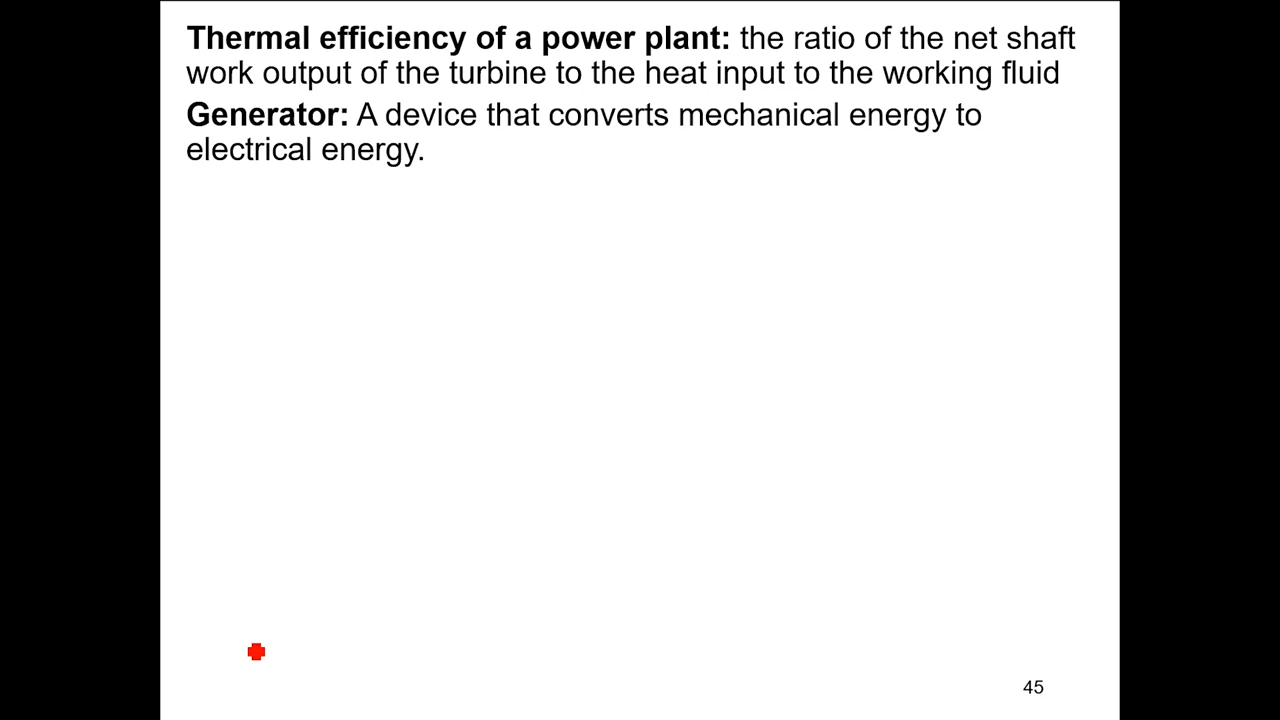 Thermal efficiency of a power plant: the ratio of the net shaft
work output of the turbine to the heat input to the working fluid
Generator: A device that converts mechanical energy to
electrical energy.
45